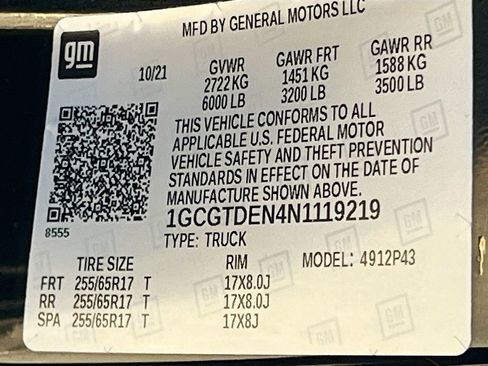 MFD BY GENERAL MOTORS LLC
gm
10/21 GVWR GAWR FRT GAWR RR
2722 KG 1451 KG 1588 KG
6000 LB 3200 LB 3500 LB
THIS VEHICLE CONFORMS TO ALL
APPLICABLE U.S. FEDERAL MOTOR
VEHICLE SAFETY AND THEFT PREVENTION
STANDARDS IN EFFECT ON THE DATE OF
MANUFACTURE SHOWN ABOVE.
1GCGTDEN4N1119219
8555
TYPE: TRUCK
TIRE SIZE RIM MODEL: 4912P43
FRT 255/65R17 T 17X8.0J
RR 255/65R17 T 17X8.0J
SPA 255/65R17 T 17X8J